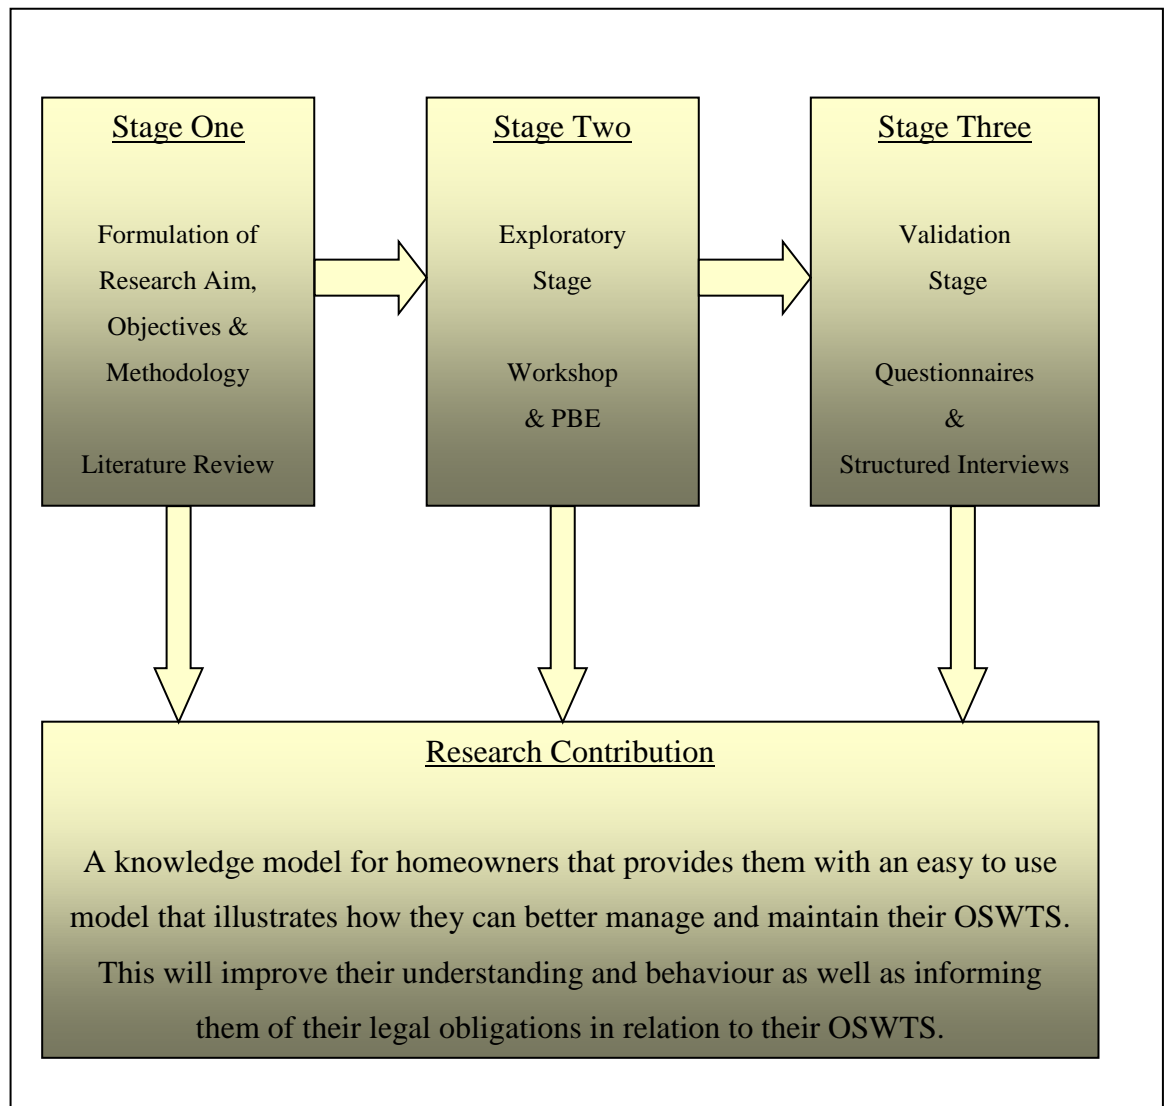 Stage One
Formulation of
Research Aim,
Objectives &
Methodology
Literature Review
Stage Two
Exploratory
Stage
Workshop
& PBE
Stage Three
Validation
Stage
Questionnaires
&
Structured Interviews
Research Contribution
A knowledge model for homeowners that provides them with an easy to use
model that illustrates how they can better manage and maintain their OSWTS.
This will improve their understanding and behaviour as well as informing
them of their legal obligations in relation to their OSWTS.